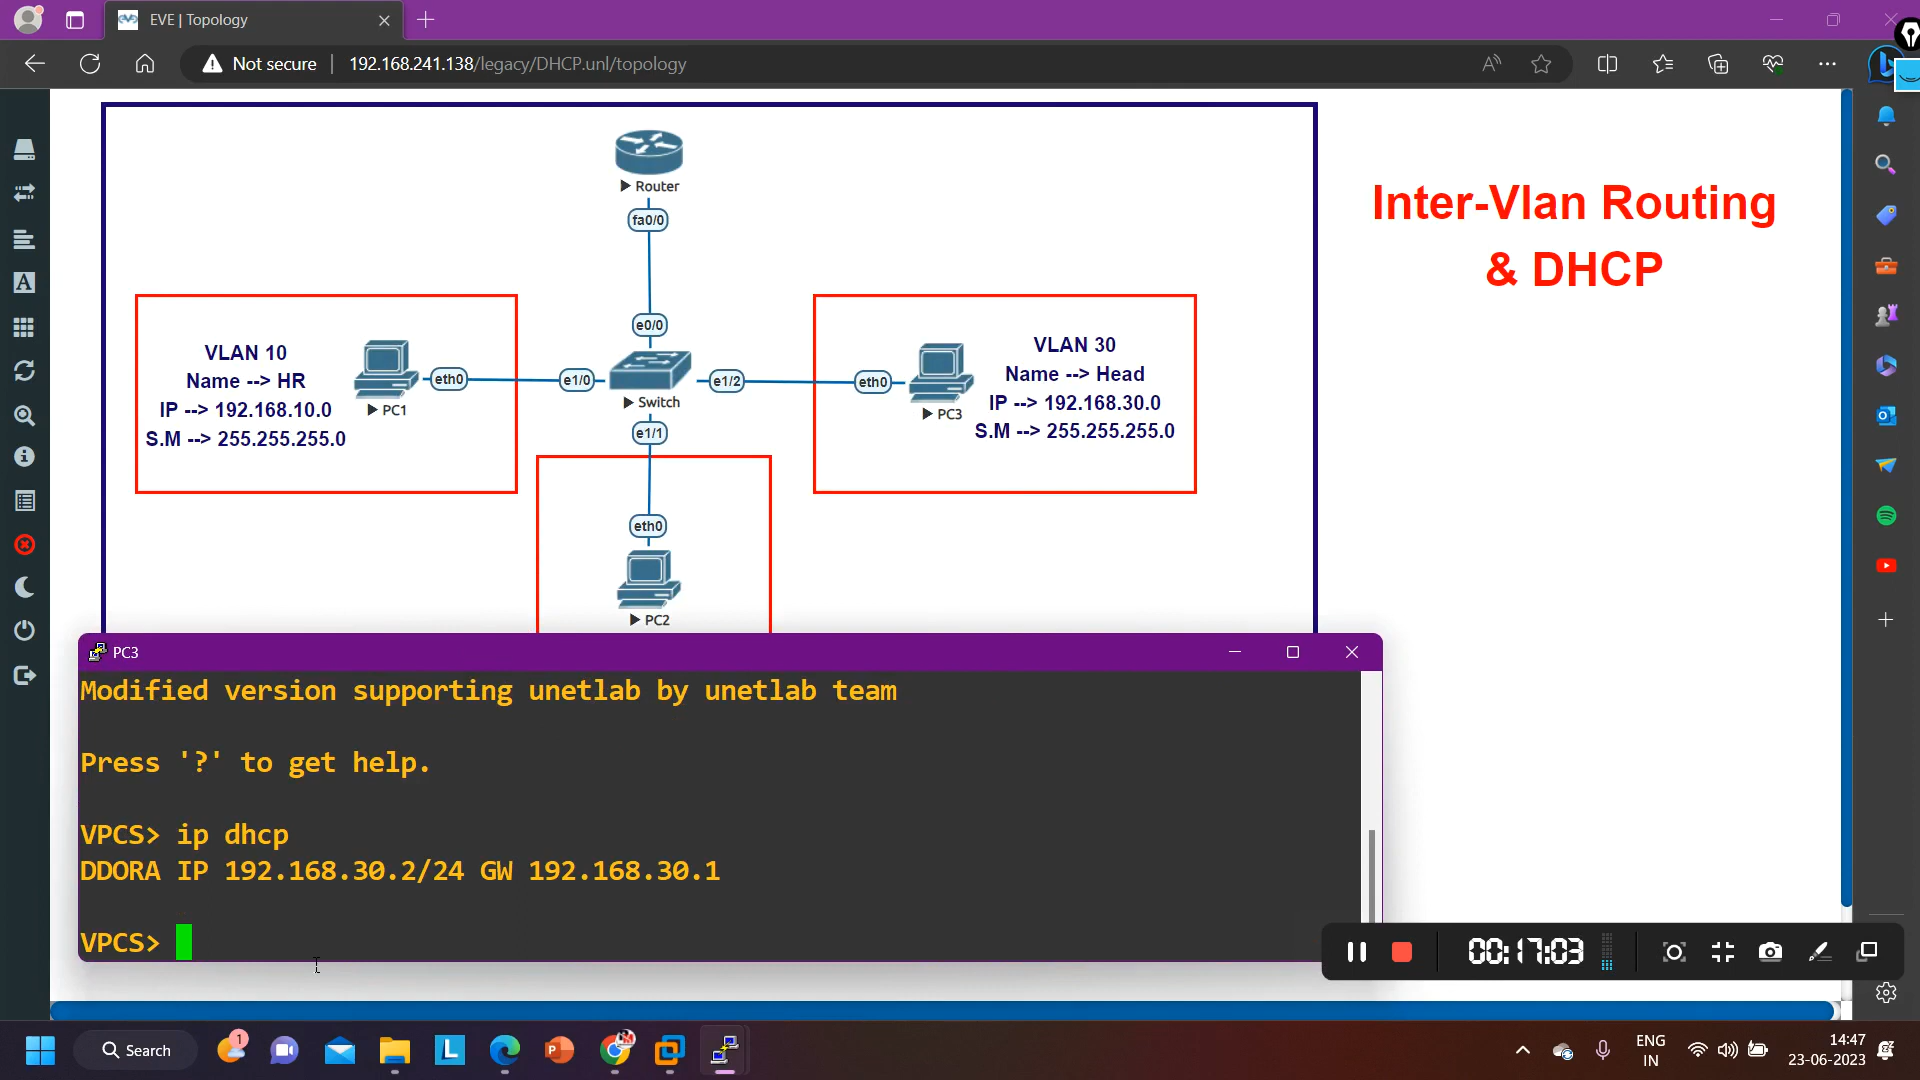 EVE | Topology
Not secure
192.168.241.138/legacy/DHCP.unl/topology
Router
fa0/0
Inter-Vlan Routing
& DHCP
e0/0
VLAN 10
Name --> HR
IP --> 192.168.10.0
S.M --> 255.255.255.0
eth0
PC1
e1/0
Switch
e1/2
eth0
PC3
VLAN 30
Name --> Head
IP --> 192.168.30.0
S.M --> 255.255.255.0
e1/1
eth0
PC2
PC3
Modified version supporting unetlab by unetlab team
Press '?' to get help.
VPCS> ip dhcp
DDORA IP 192.168.30.2/24 GW 192.168.30.1
VPCS>
00:17:03
Search
1
ENG
IN
14:47
23-06-2023